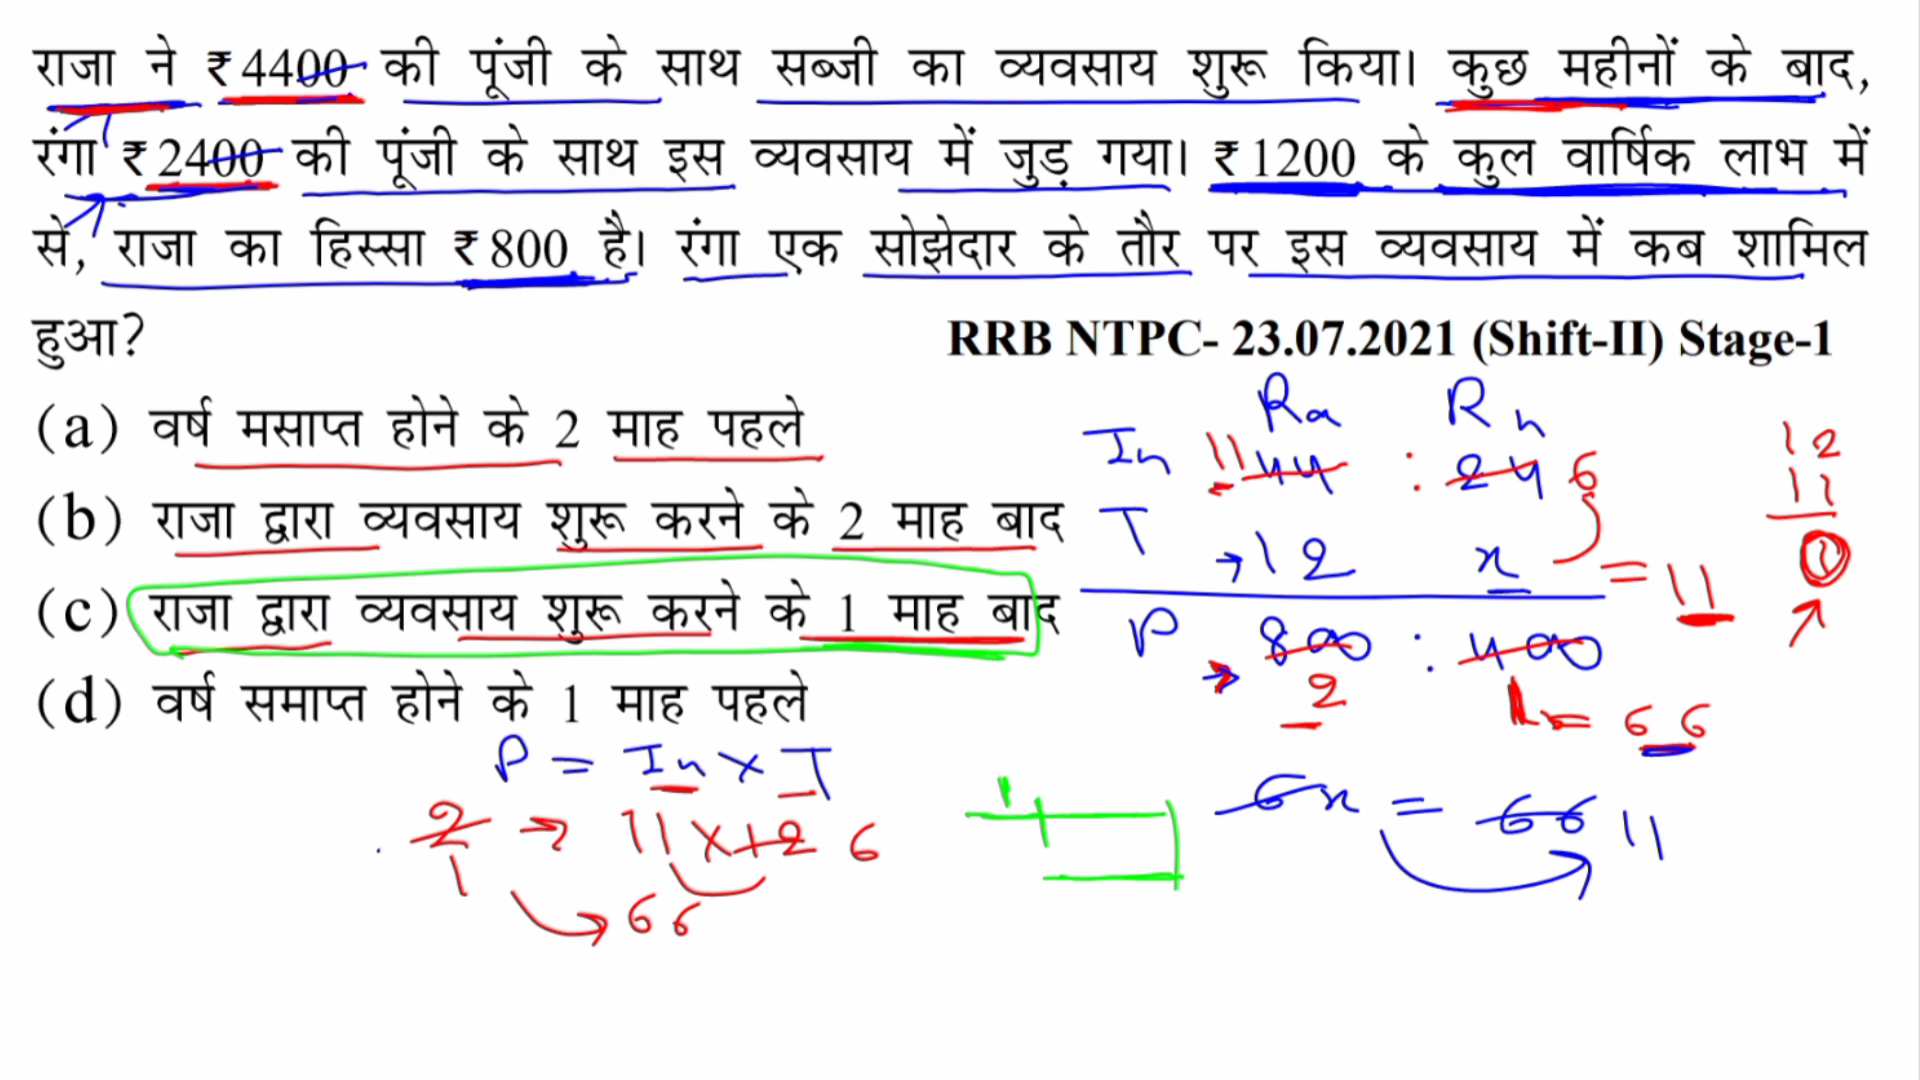 राजा ने ₹4400 की पूंजी के साथ सब्जी का व्यवसाय शुरू किया। कुछ महीनों के बाद,
रंगा ₹2400 की पूंजी के साथ इस व्यवसाय में जुड़ गया। ₹1200 के कुल वार्षिक लाभ में
से, राजा का हिस्सा ₹800 है। रंगा एक सोझेदार के तौर पर इस व्यवसाय में कब शामिल
हुआ? RRB NTPC- 23.07.2021 (Shift-II) Stage-1
(a) वर्ष मसाप्त होने के 2 माह पहले
(b) राजा द्वारा व्यवसाय शुरू करने के 2 माह बाद
(c) राजा द्वारा व्यवसाय शुरू करने के 1 माह बाद
(d) वर्ष समाप्त होने के 1 माह पहले
Ra : Rn
In 11 44 : 24 6
T → 12 x = 11
P → 800 : 400
2 1 = 66
12
11
1
P = In × T
2/1 → 11 × 12 6
→ 66
6x = 66 11